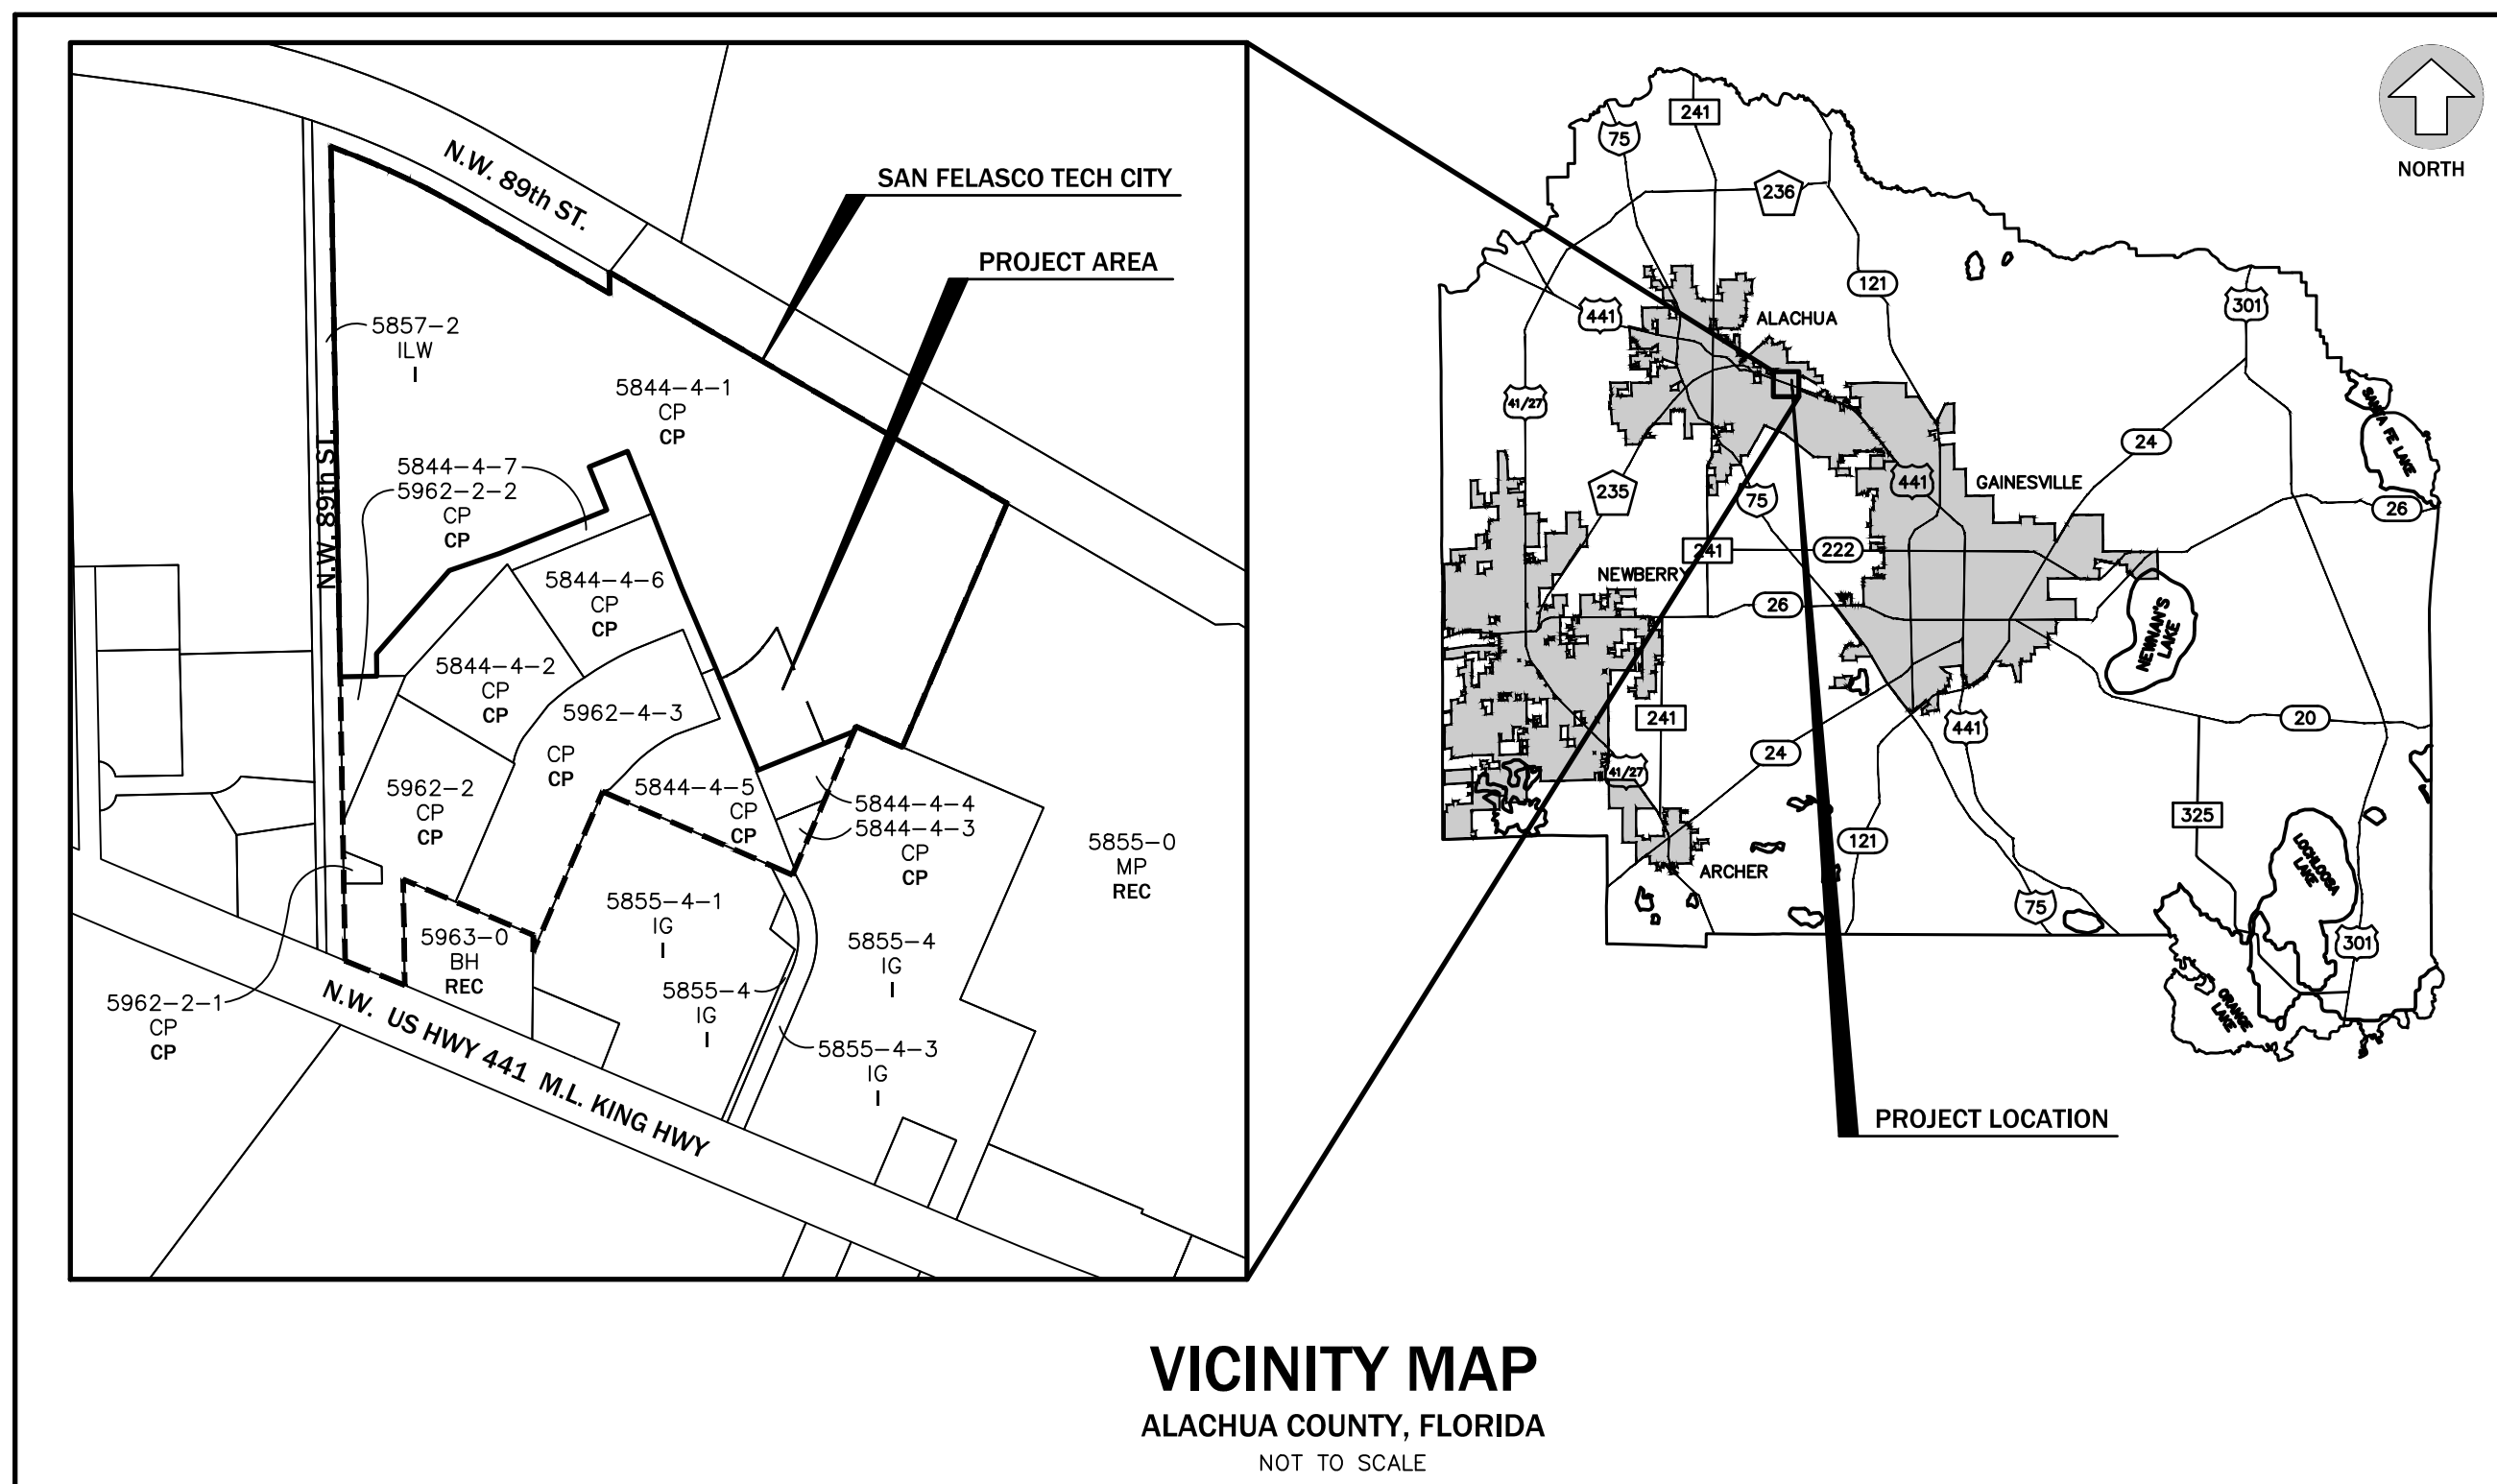 N.W. 89th ST.
SAN FELASCO TECH CITY
PROJECT AREA
5857-2
ILW
I
5844-4-1
CP
CP
N.W. 89th ST.
5844-4-7
5962-2-2
CP
CP
5844-4-6
CP
CP
5844-4-2
CP
CP
5962-4-3
CP
CP
5962-2
CP
CP
5844-4-5
CP
CP
5844-4-4
5844-4-3
CP
CP
5855-0
MP
REC
5855-4-1
IG
I
5963-0
BH
REC
5855-4
IG
I
5855-4
IG
I
5962-2-1
CP
CP
5855-4-3
IG
I
N.W. US HWY 441 M.L. KING HWY
NORTH
241
75
236
121
301
441
ALACHUA
41/27
SANTA FE LAKE
24
235
75
441
GAINESVILLE
26
241
222
NEWBERRY
26
NEWNAN'S
LAKE
241
441
20
24
41/27
325
121
ARCHER
LOCHLOOSA
LAKE
75
301
ORANGE
LAKE
PROJECT LOCATION
VICINITY MAP
ALACHUA COUNTY, FLORIDA
NOT TO SCALE